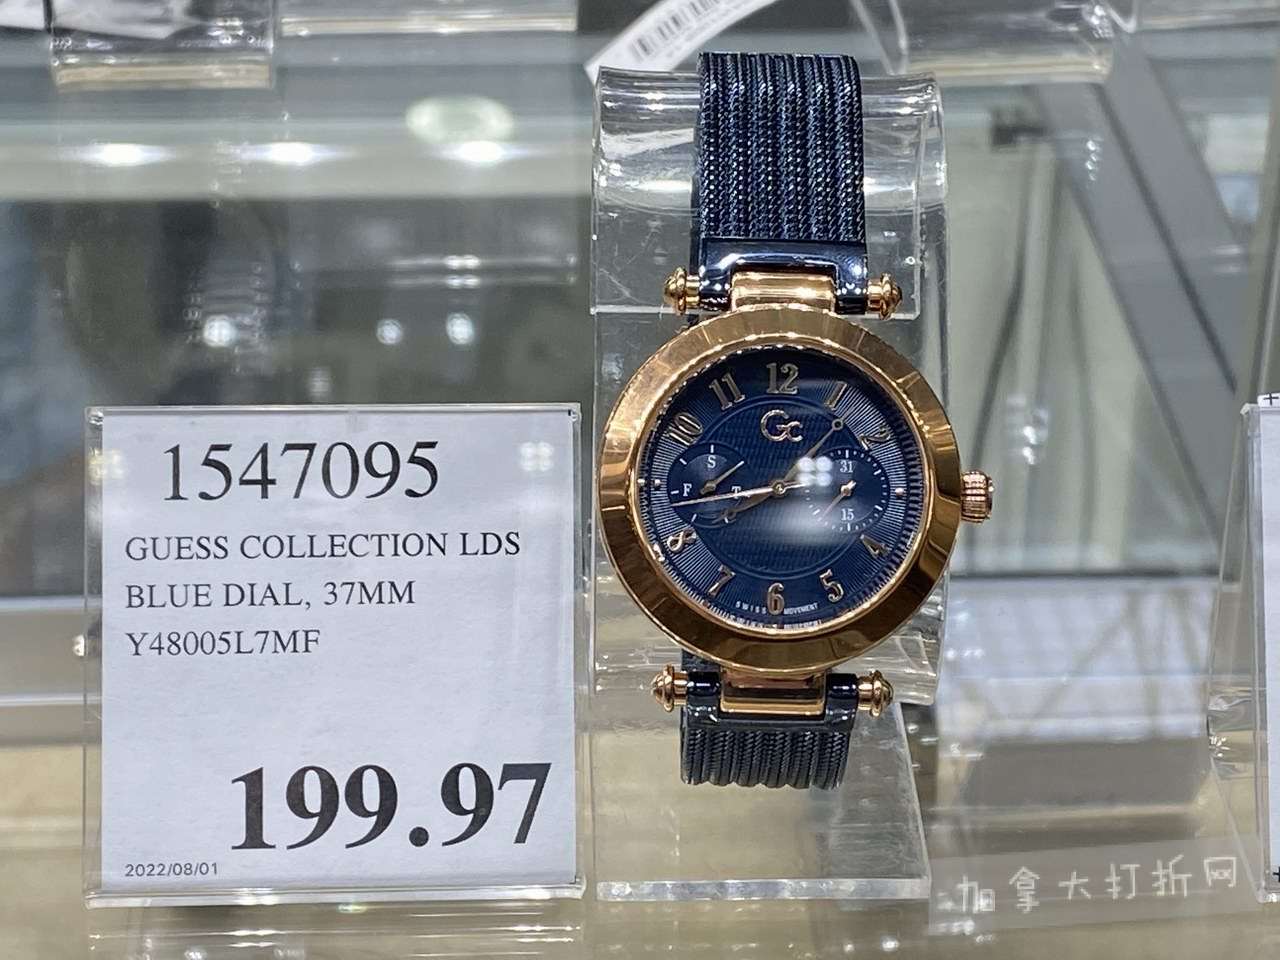 1547095
GUESS COLLECTION LDS
BLUE DIAL, 37MM
Y48005L7MF
199.97
2022/08/01
12
11
1
10
2
Gc
S
31
F
T
15
8
4
7
5
6
SWISS MOVEMENT
加拿大打折网